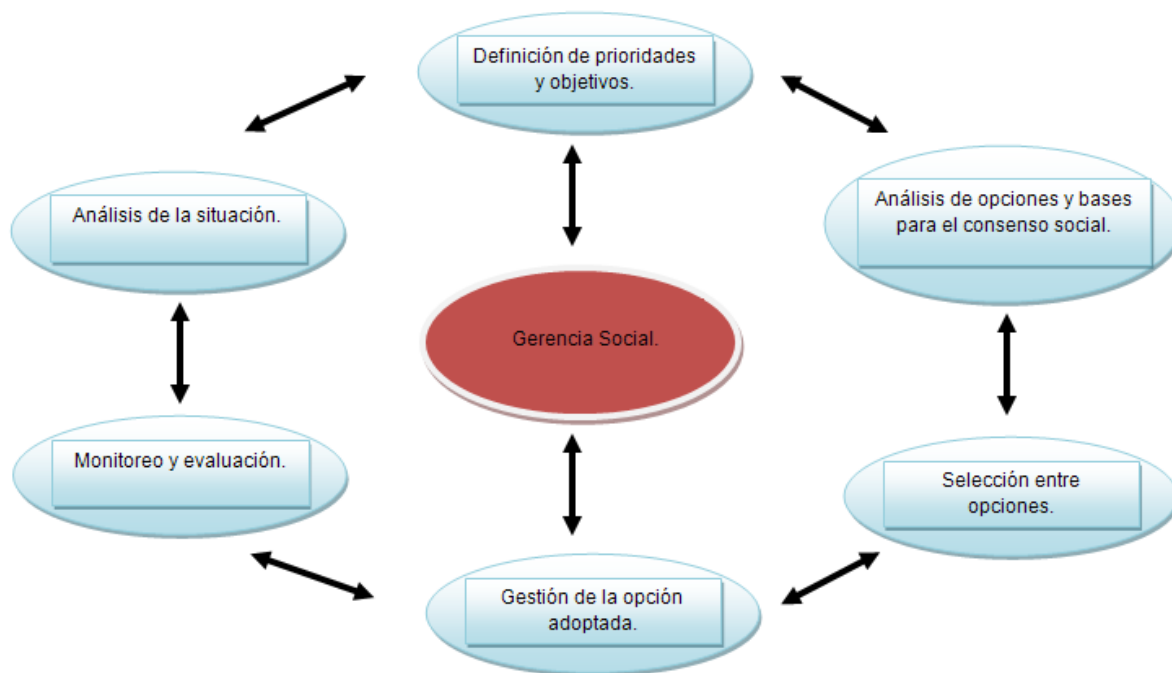 Definición de prioridades
y objetivos.
Análisis de la situación.
Análisis de opciones y bases
para el consenso social.
Gerencia Social.
Monitoreo y evaluación.
Selección entre
opciones.
Gestión de la opción
adoptada.